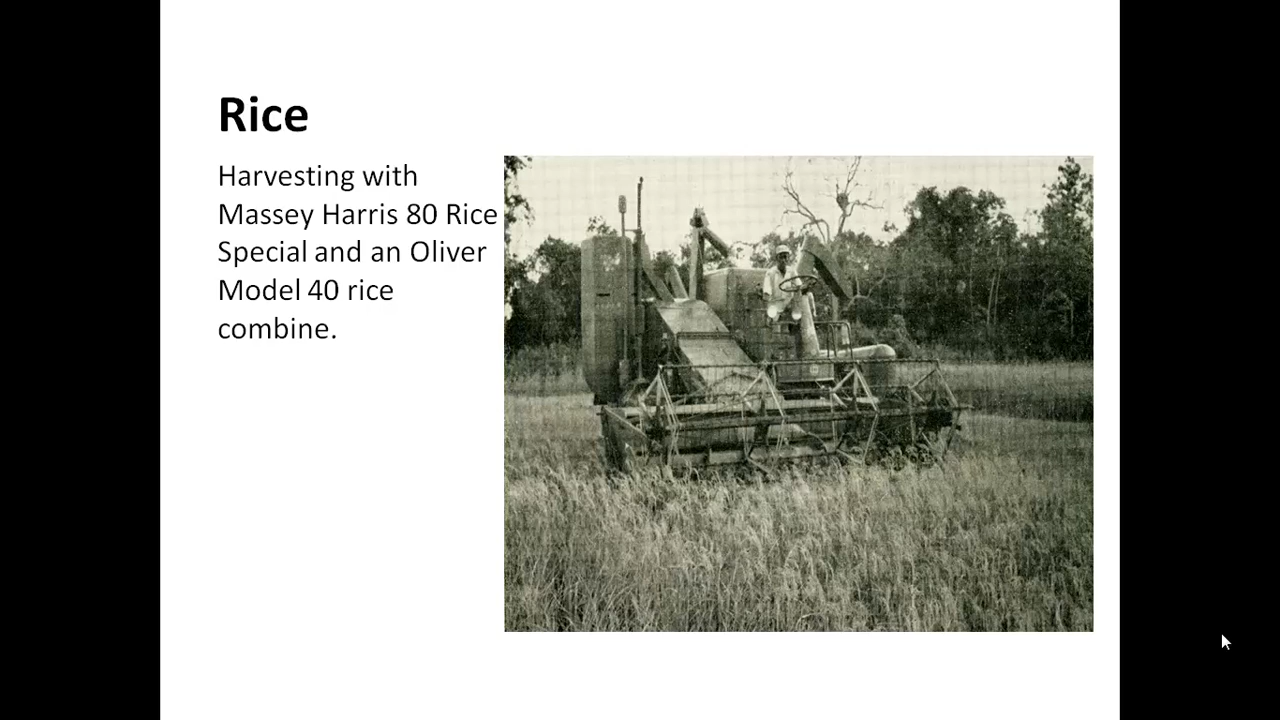 Rice
Harvesting with
Massey Harris 80 Rice
Special and an Oliver
Model 40 rice
combine.